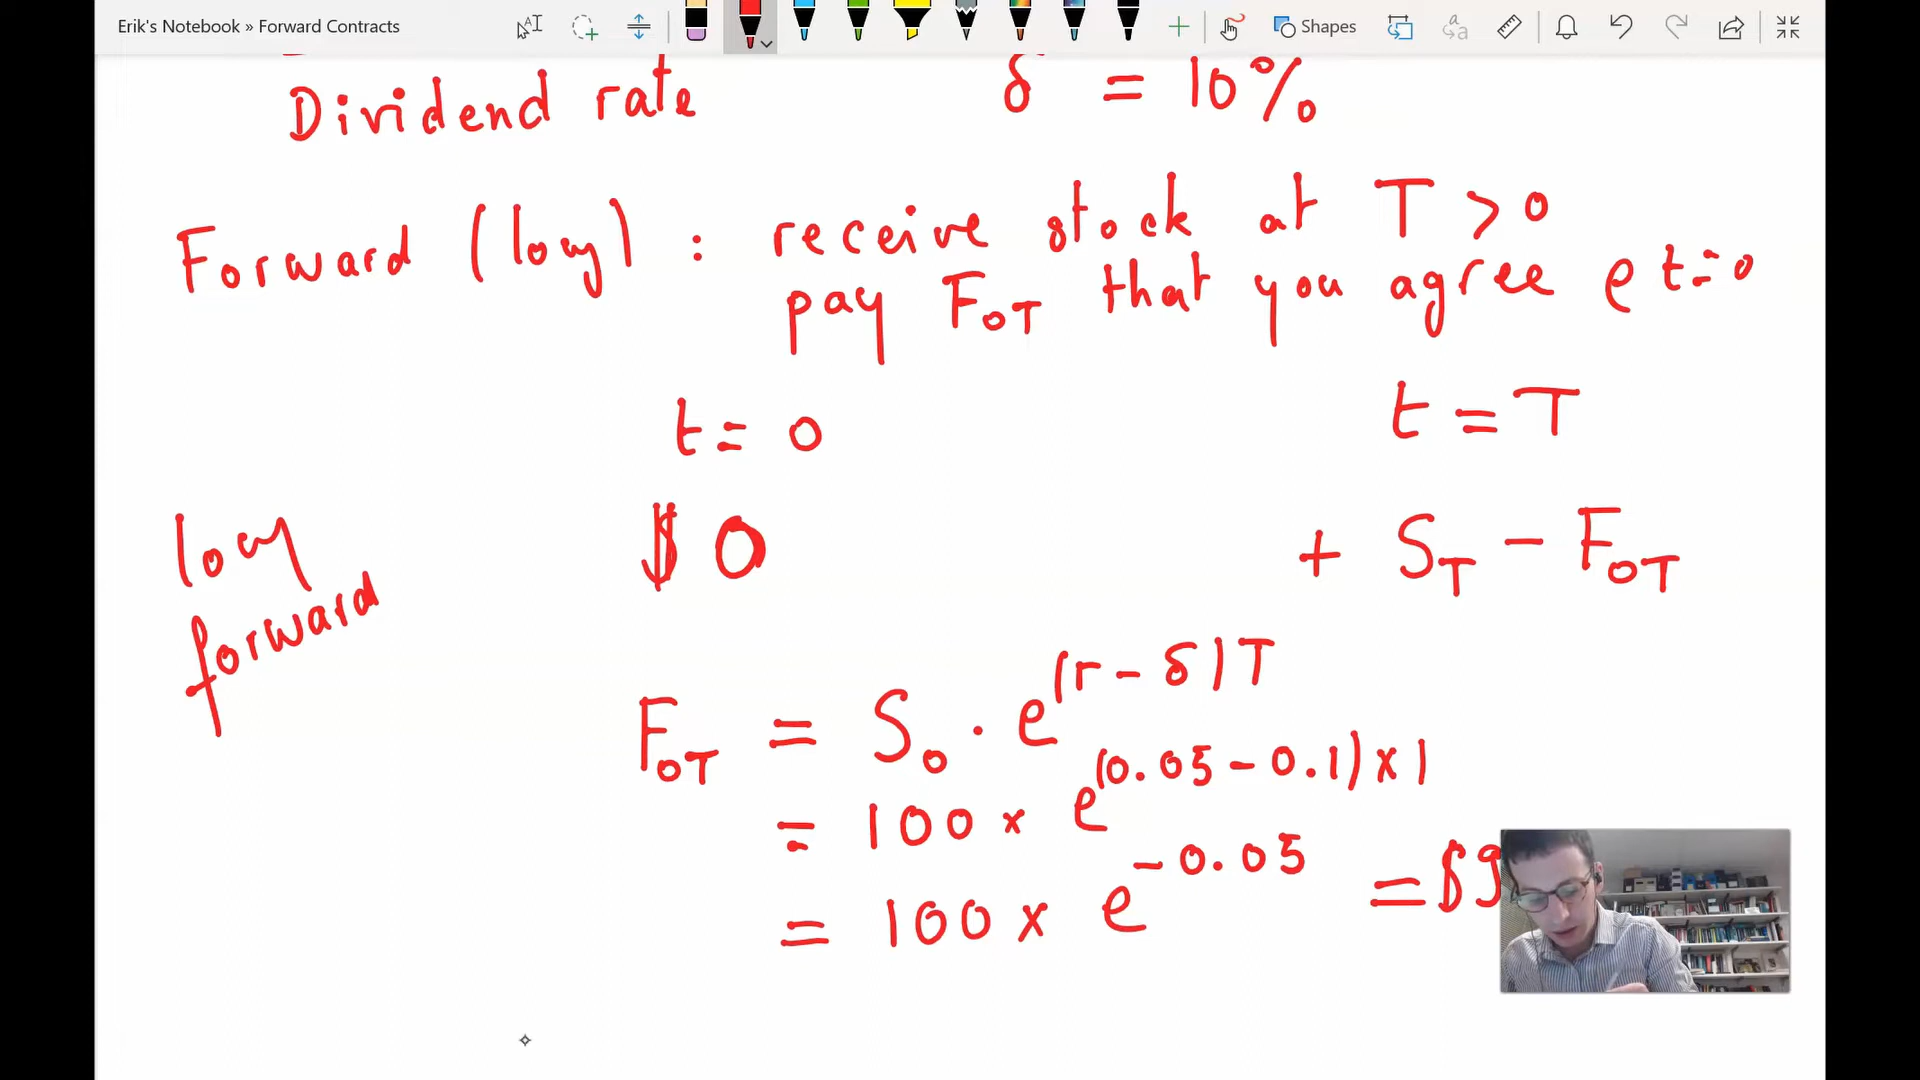 Erik's Notebook » Forward Contracts
Shapes
Dividend rate δ = 10%
Forward (long) : receive stock at T > 0
pay F0T that you agree @ t=0
t = 0 t = T
long forward $ 0 + ST - F0T
F0T = S0 · e^(r - δ)T
= 100 × e^(0.05 - 0.1) × 1
= 100 × e^-0.05 = $9